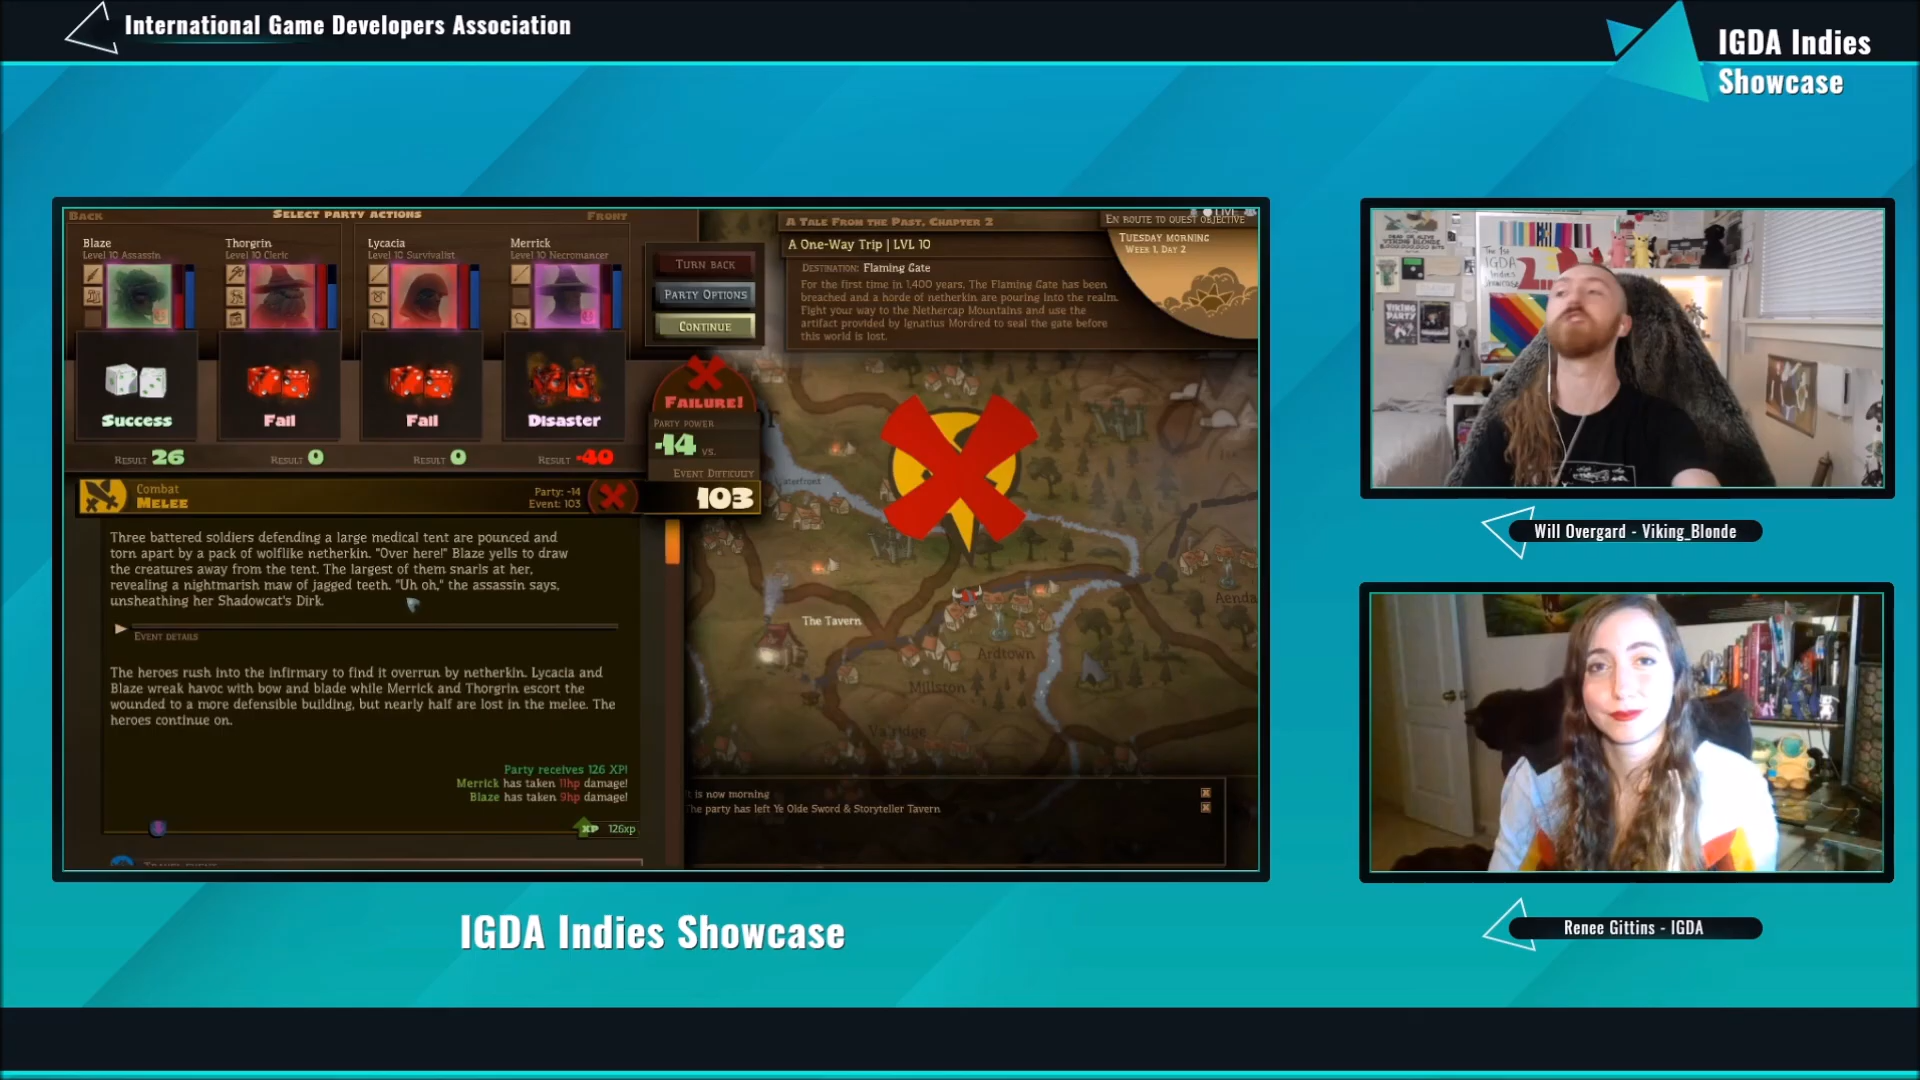 International Game Developers Association
IGDA Indies
Showcase
Back
Select party actions
Front
Blaze
Level 10 Assassin
Thorgrin
Level 10 Cleric
Lycacia
Level 10 Survivalist
Merrick
Level 10 Necromancer
Success
Fail
Fail
Disaster
Result 26
Result 0
Result 0
Result -40
Turn back
Party Options
Continue
Failure!
Party power
-14 vs.
Event Difficulty
103
Combat
Melee
Party: -14
Event: 103
Three battered soldiers defending a large medical tent are pounced and
torn apart by a pack of wolflike netherkin. "Over here!" Blaze yells to draw
the creatures away from the tent. The largest of them snarls at her,
revealing a nightmarish maw of jagged teeth. "Uh oh," the assassin says,
unsheathing her Shadowcat's Dirk.
Event details
The heroes rush into the infirmary to find it overrun by netherkin. Lycacia and
Blaze wreak havoc with bow and blade while Merrick and Thorgrin escort the
wounded to a more defensible building, but nearly half are lost in the melee. The
heroes continue on.
Party receives 126 XP!
Merrick has taken 11hp damage!
Blaze has taken 9hp damage!
XP 126xp
A Tale From the Past, Chapter 2
A One-Way Trip | LVL 10
Destination: Flaming Gate
For the first time in 1,400 years, The Flaming Gate has been
breached and a horde of netherkin are pouring into the realm.
Fight your way to the Nethercap Mountains and use the
artifact provided by Ignatius Mordred to seal the gate before
this world is lost.
LIVE
En route to quest objective
Tuesday Morning
Week 1, Day 2
The Tavern
Ardtown
Millston
Aenda
is now morning
The party has left Ye Olde Sword & Storyteller Tavern
Will Overgard - Viking_Blonde
Renee Gittins - IGDA
IGDA Indies Showcase